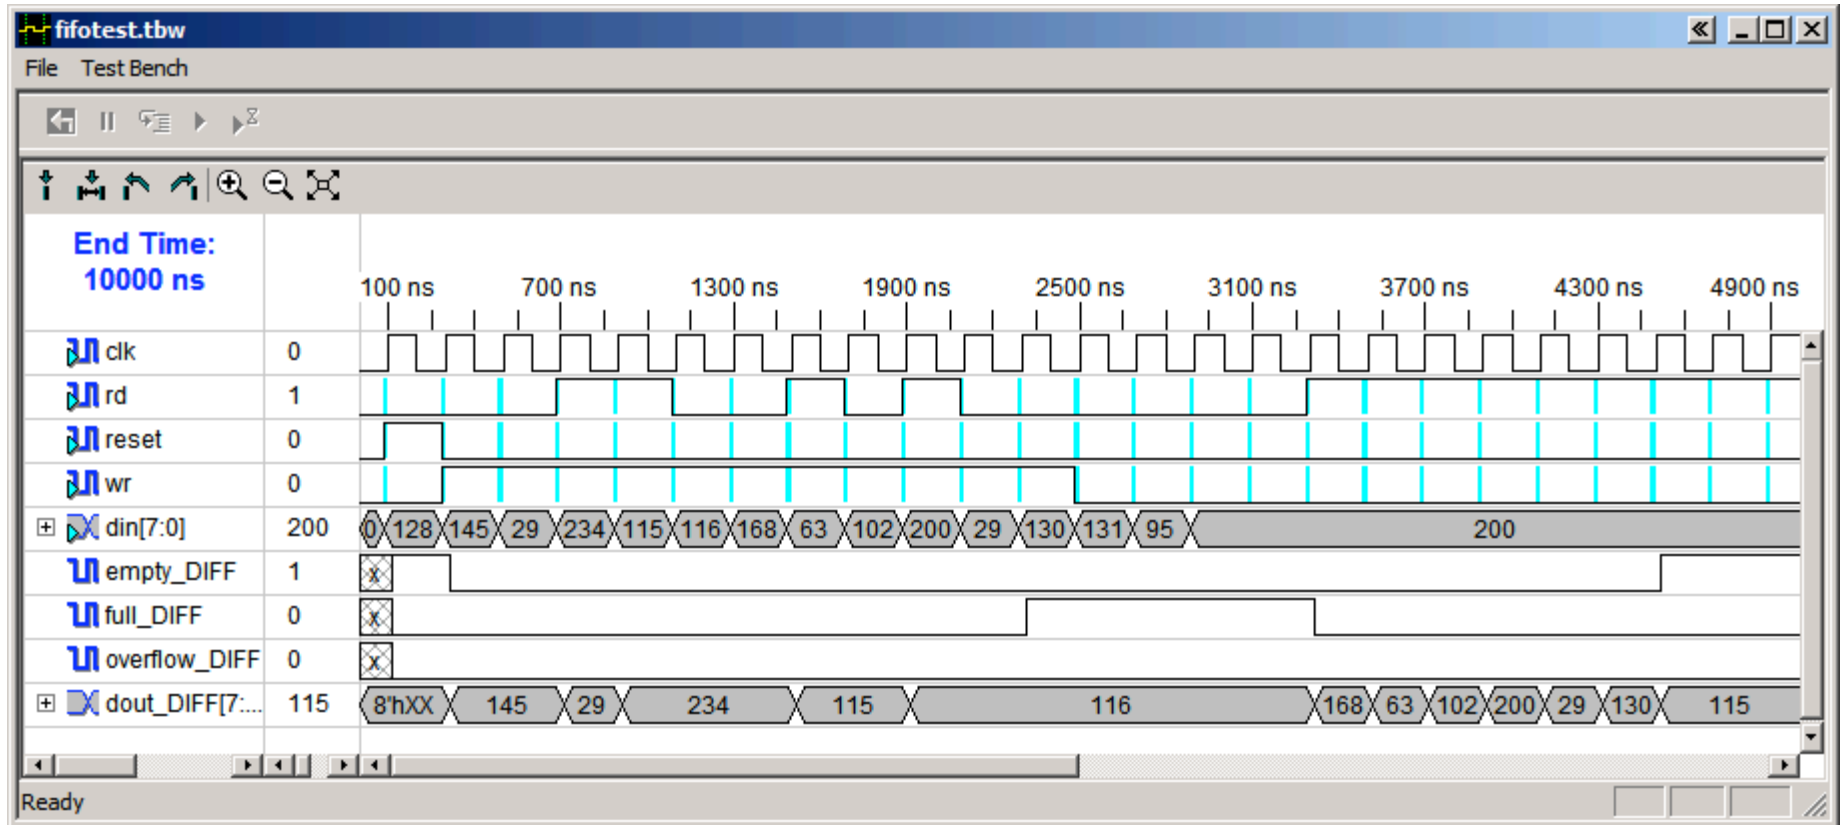 fifotest.tbw
File Test Bench
End Time:
10000 ns
100 ns 700 ns 1300 ns 1900 ns 2500 ns 3100 ns 3700 ns 4300 ns 4900 ns
clk 0
rd 1
reset 0
wr 0
din[7:0] 200 0 128 145 29 234 115 116 168 63 102 200 29 130 131 95 200
empty_DIFF 1 x
full_DIFF 0 x
overflow_DIFF 0 x
dout_DIFF[7:... 115 8'hXX 145 29 234 115 116 168 63 102 200 29 130 115
Ready